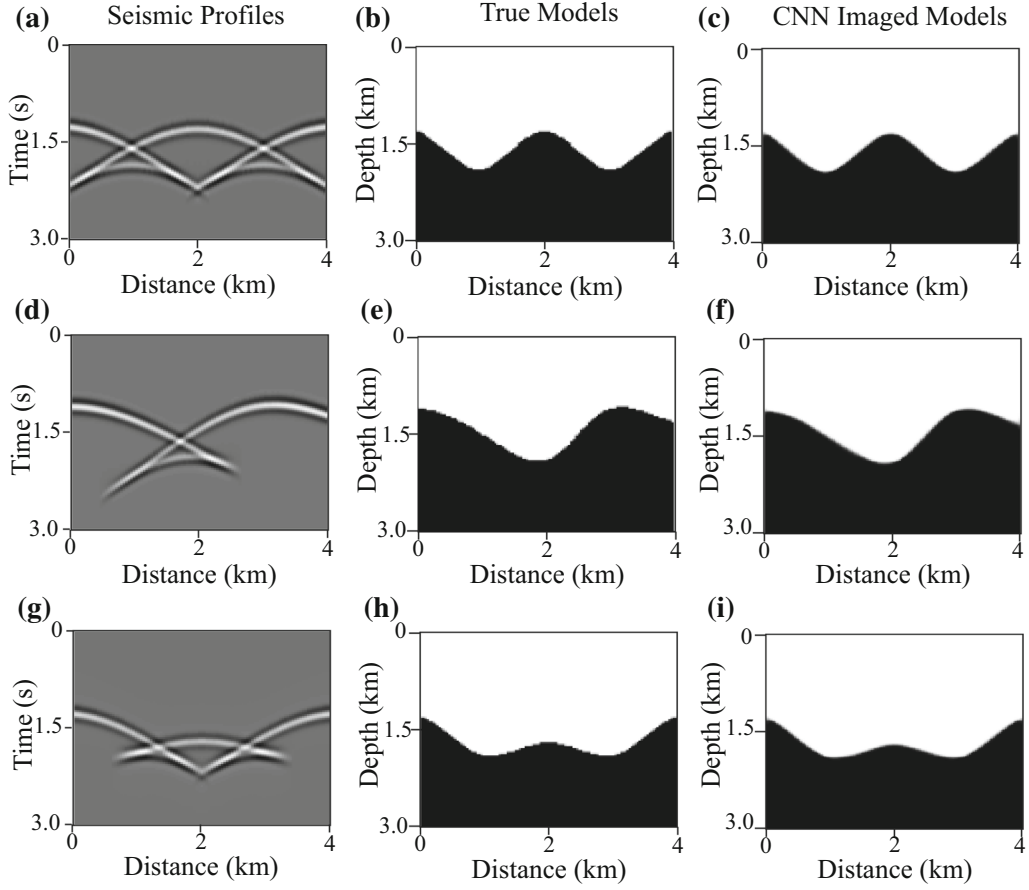 (a) Seismic Profiles True Models CNN Imaged Models
(b) (c)
0 0 0
Time (s) 1.5 Depth (km) 1.5 Depth (km) 1.5
3.0 3.0 3.0
0 2 4 0 2 4 0 2 4
Distance (km) Distance (km) Distance (km)
(d) (e) (f)
0 0 0
Time (s) 1.5 Depth (km) 1.5 Depth (km) 1.5
3.0 3.0 3.0
0 2 4 0 2 4 0 2 4
Distance (km) Distance (km) Distance (km)
(g) (h) (i)
0 0 0
Time (s) 1.5 Depth (km) 1.5 Depth (km) 1.5
3.0 3.0 3.0
0 2 4 0 2 4 0 2 4
Distance (km) Distance (km) Distance (km)